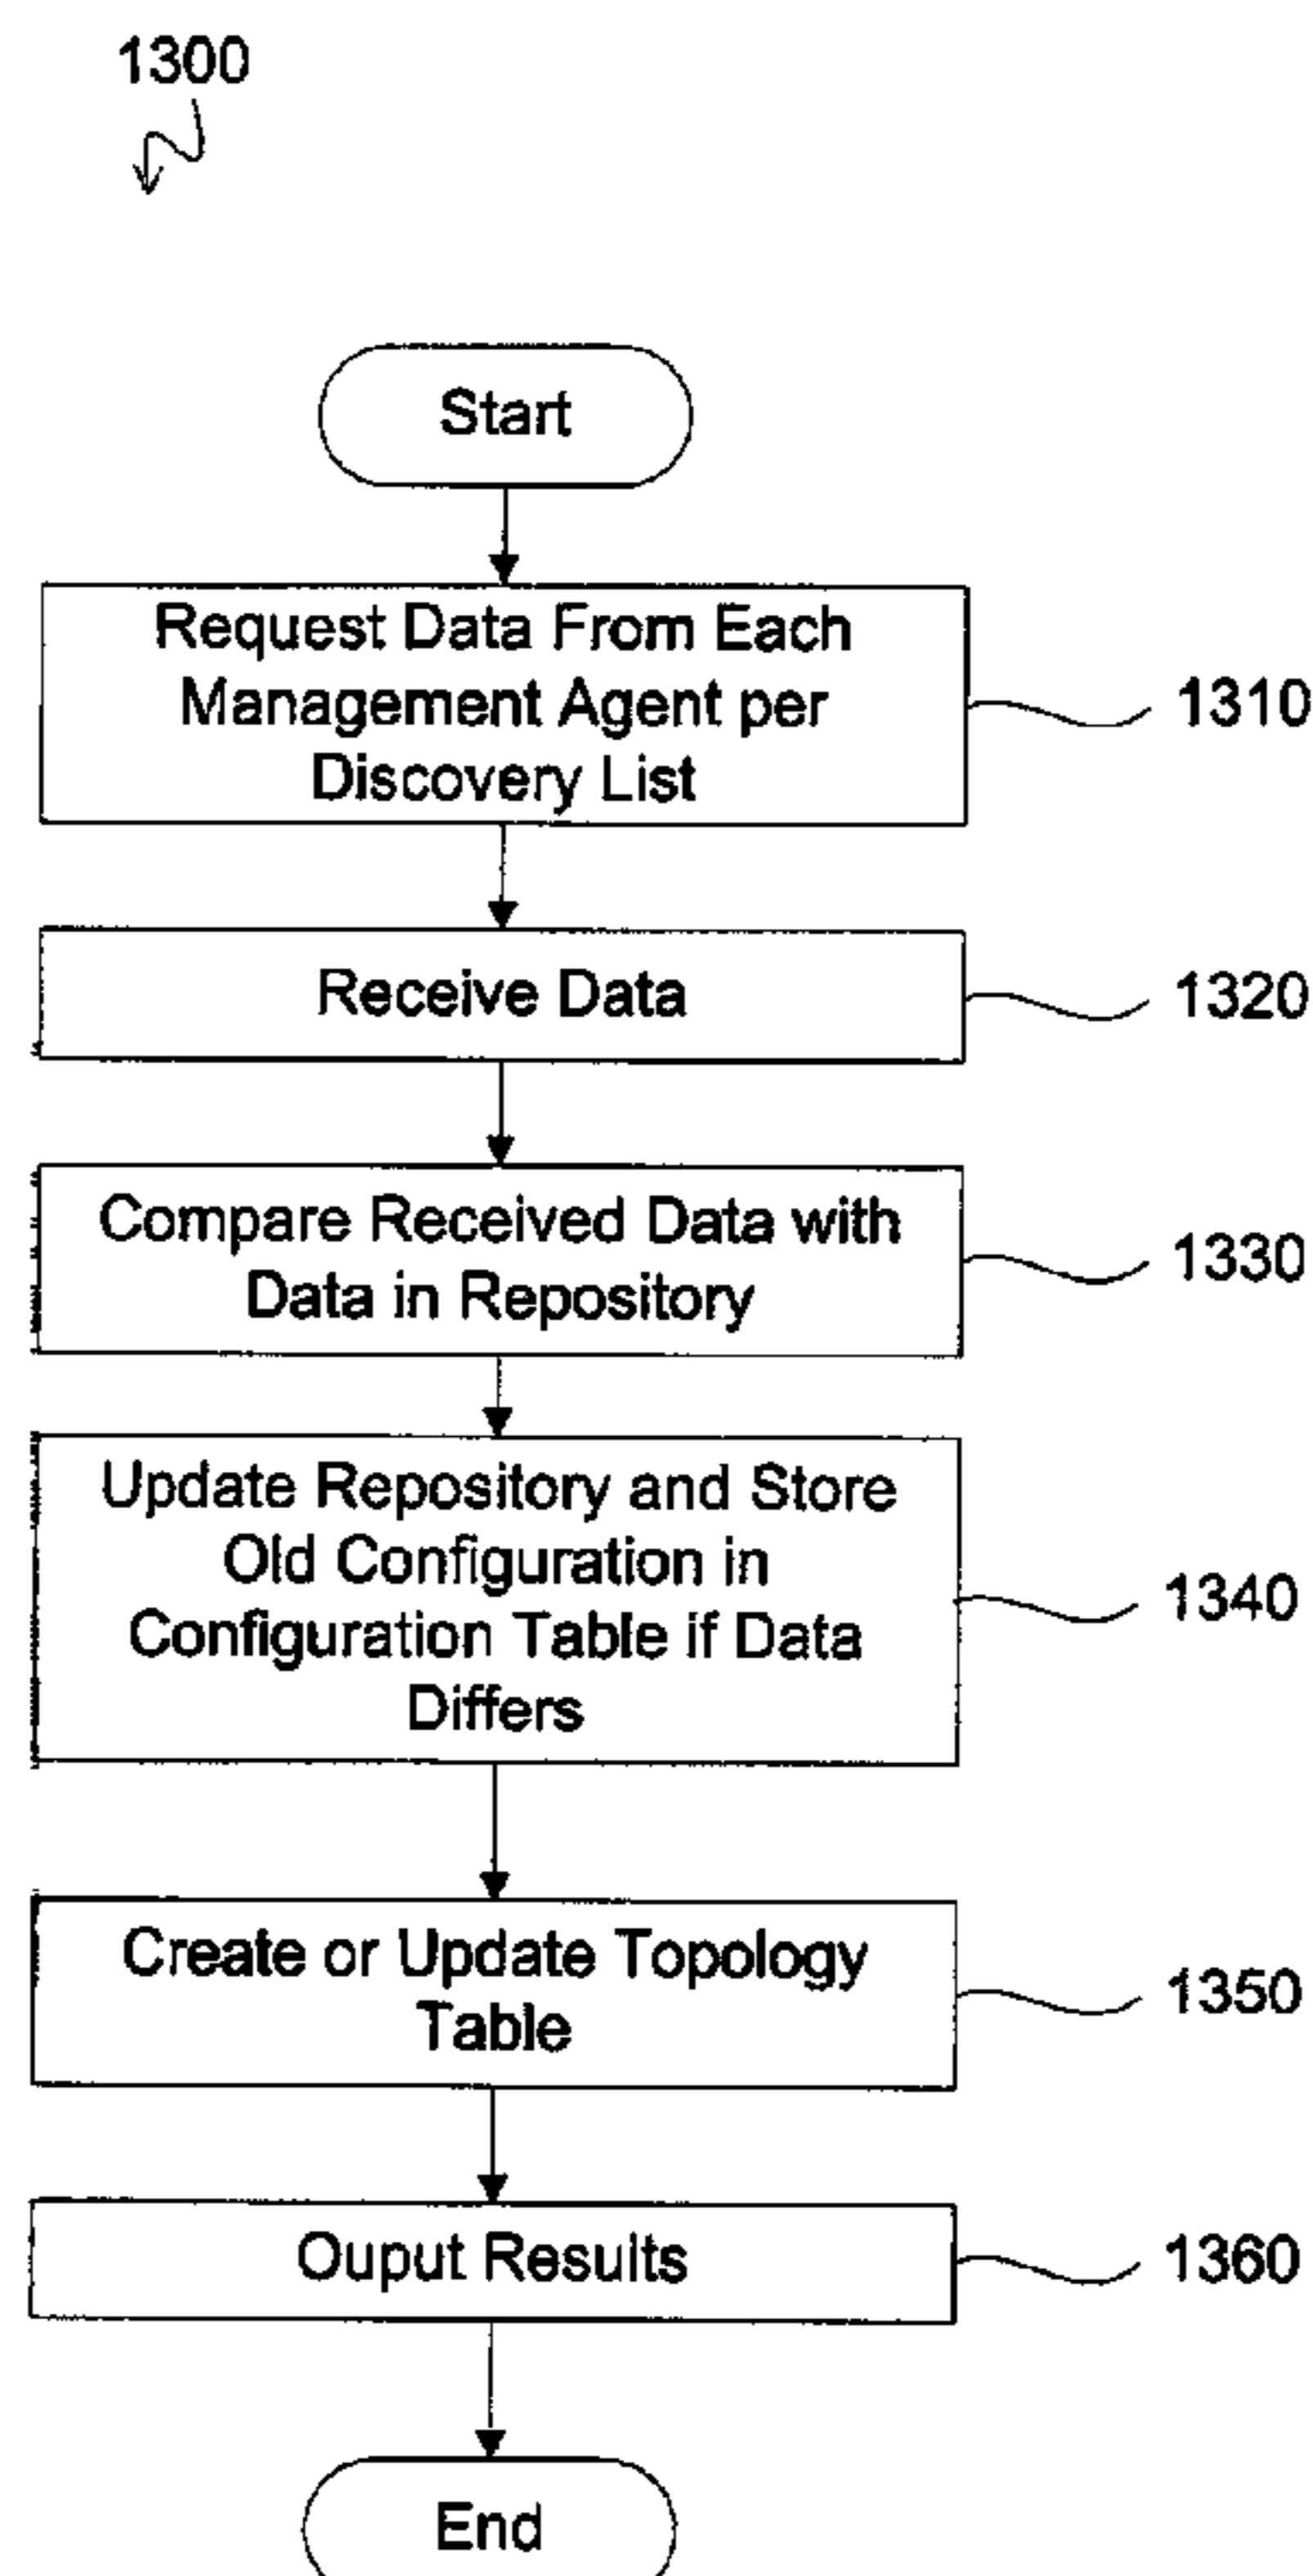 1300
Start
Request Data From Each
Management Agent per
Discovery List
1310
Receive Data
1320
Compare Received Data with
Data in Repository
1330
Update Repository and Store
Old Configuration in
Configuration Table if Data
Differs
1340
Create or Update Topology
Table
1350
Ouput Results
1360
End